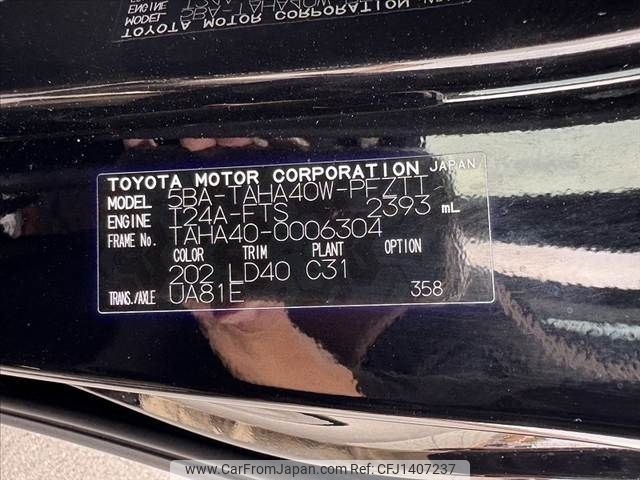 TOYOTA MOTOR CORPORATION JAPAN
MODEL 5BA-TAHA40W-PFZTT
ENGINE T24A-FTS 2393 mL
FRAME No. TAHA40-0006304
COLOR TRIM PLANT OPTION
202 LD40 C31
TRANS./AXLE UA81E 358
www.CarFromJapan.com - CFJ1407237